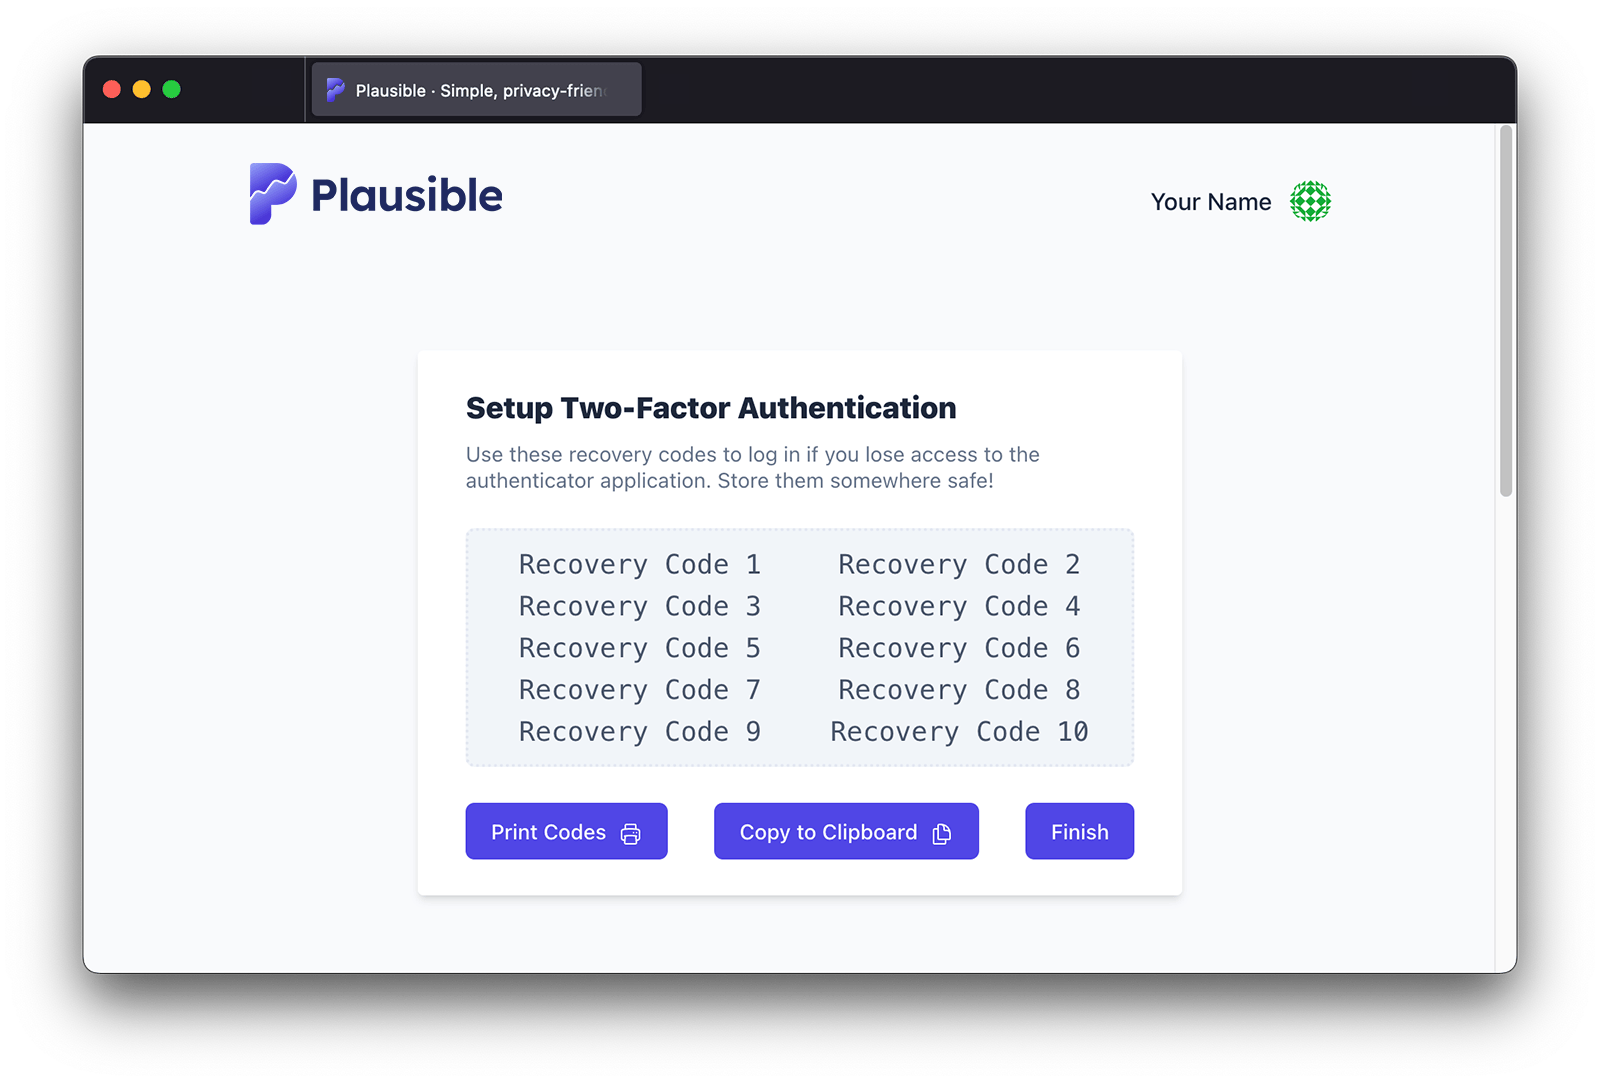 Plausible · Simple, privacy-frien
Plausible
Your Name
Setup Two-Factor Authentication
Use these recovery codes to log in if you lose access to the
authenticator application. Store them somewhere safe!
Recovery Code 1 Recovery Code 2
Recovery Code 3 Recovery Code 4
Recovery Code 5 Recovery Code 6
Recovery Code 7 Recovery Code 8
Recovery Code 9 Recovery Code 10
Print Codes Copy to Clipboard Finish